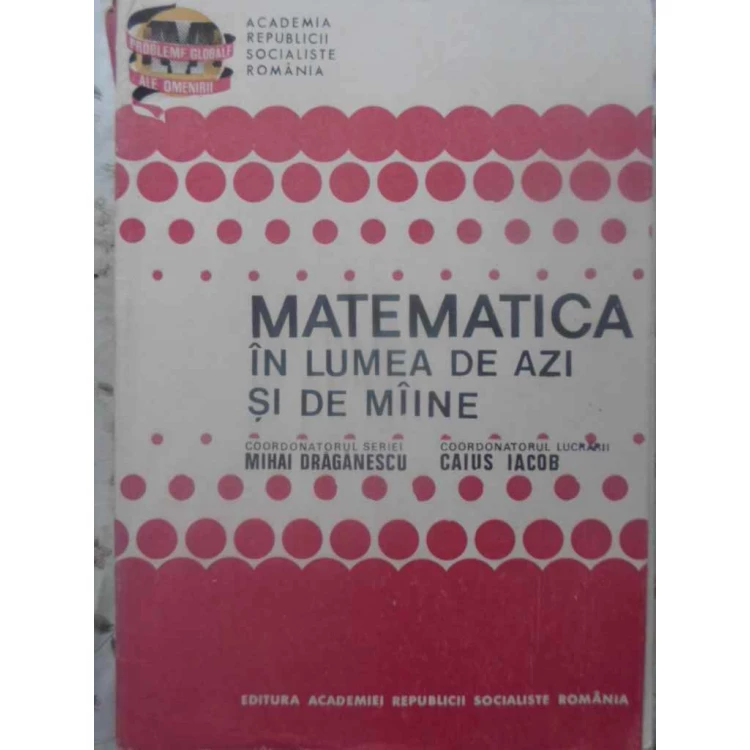 PROBLEME GLOBALE
ALE OMENIRII
ACADEMIA
REPUBLICII
SOCIALISTE
ROMÂNIA
MATEMATICA
ÎN LUMEA DE AZI
ȘI DE MÎINE
COORDONATORUL SERIEI
MIHAI DRĂGANESCU
COORDONATORUL LUCRĂRII
CAIUS IACOB
EDITURA ACADEMIEI REPUBLICII SOCIALISTE ROMÂNIA